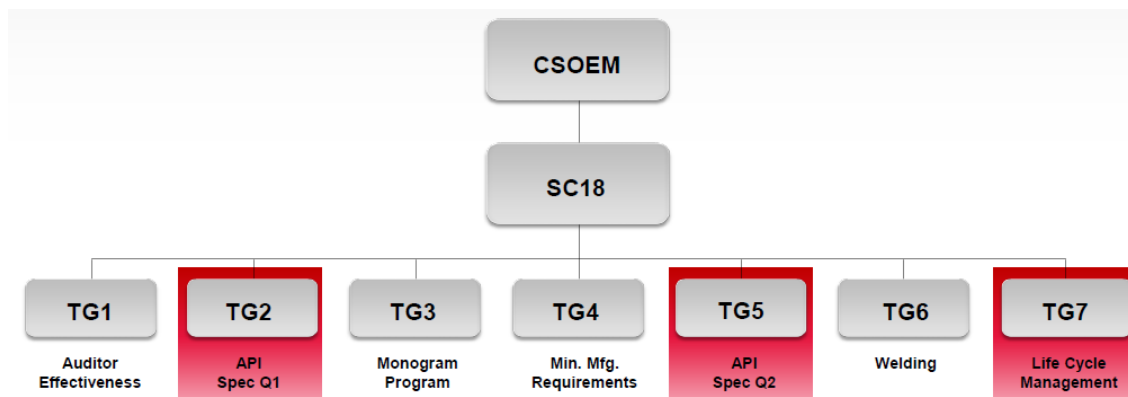 CSOEM
SC18
TG1
TG2
TG3
TG4
TG5
TG6
TG7
Auditor
Effectiveness
API
Spec Q1
Monogram
Program
Min. Mfg.
Requirements
API
Spec Q2
Welding
Life Cycle
Management